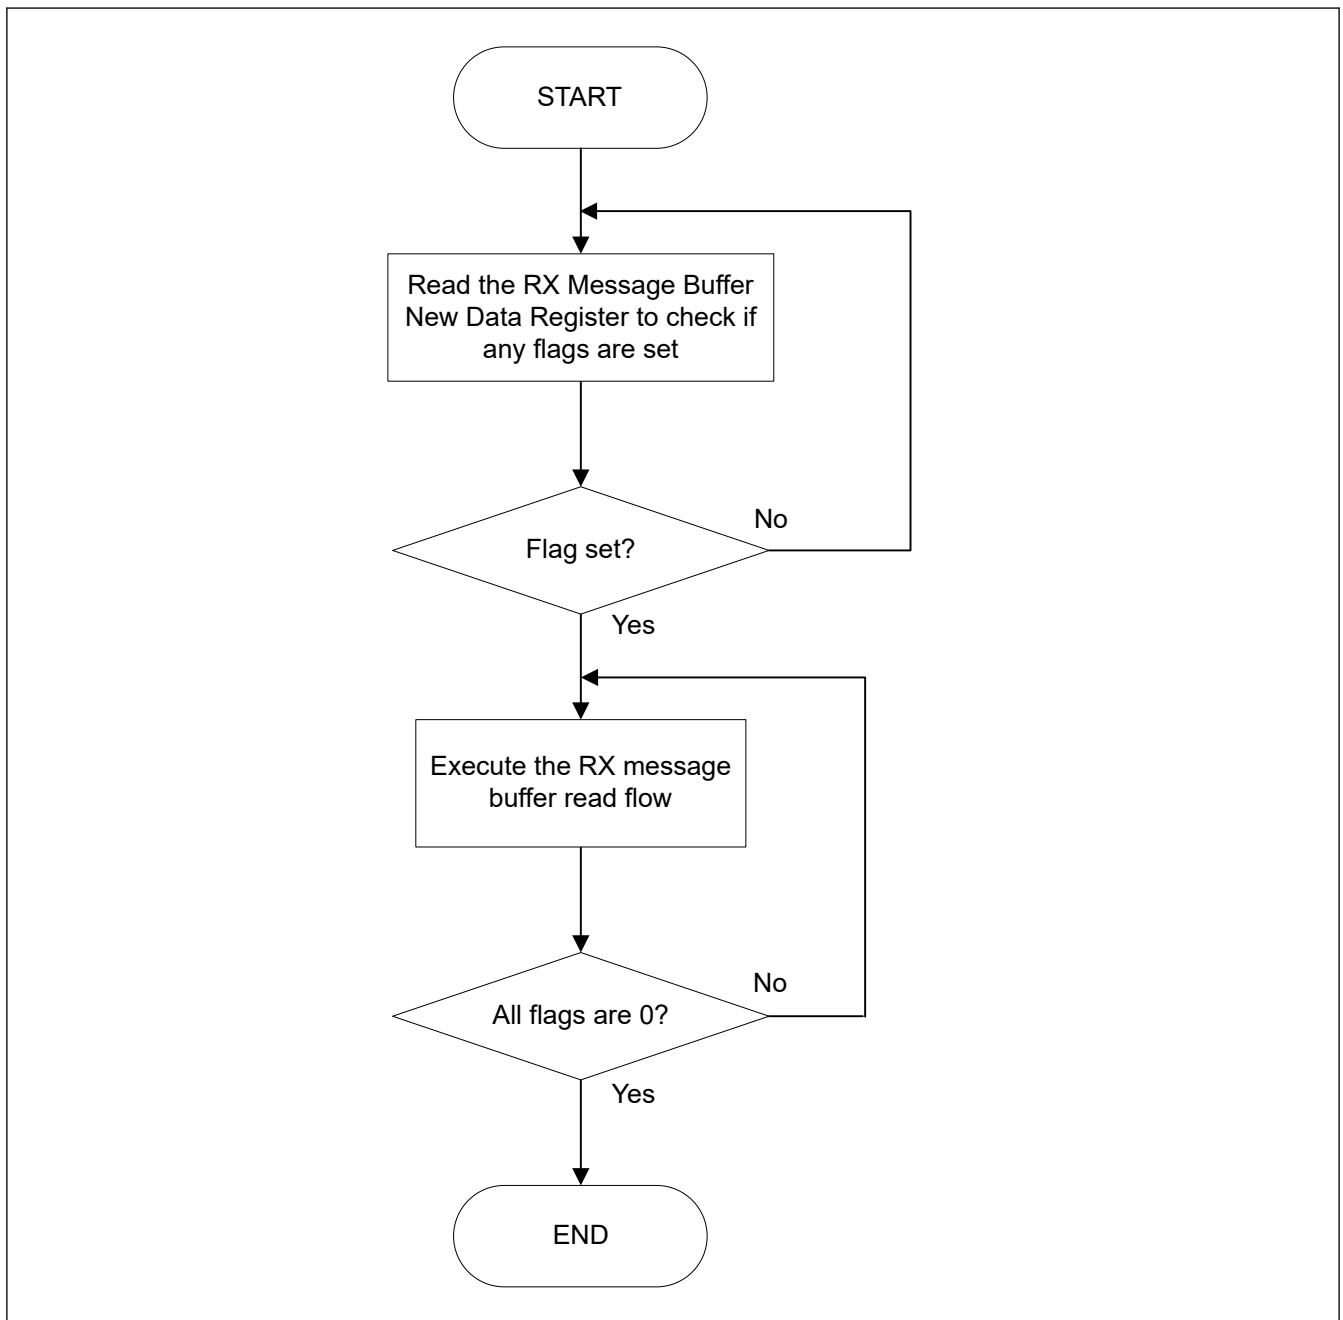 START
Read the RX Message Buffer
New Data Register to check if
any flags are set
No
Flag set?
Yes
Execute the RX message
buffer read flow
No
All flags are 0?
Yes
END